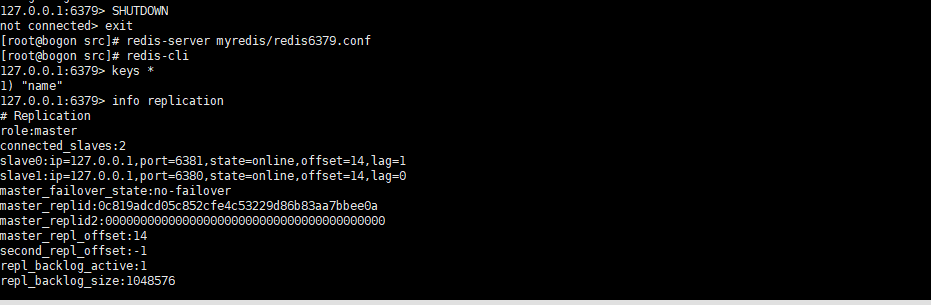 127.0.0.1:6379> SHUTDOWN
not connected> exit
[root@bogon src]# redis-server myredis/redis6379.conf
[root@bogon src]# redis-cli
127.0.0.1:6379> keys *
1) "name"
127.0.0.1:6379> info replication
# Replication
role:master
connected_slaves:2
slave0:ip=127.0.0.1,port=6381,state=online,offset=14,lag=1
slave1:ip=127.0.0.1,port=6380,state=online,offset=14,lag=0
master_failover_state:no-failover
master_replid:0c819adcd05c852cfe4c53229d86b83aa7bbee0a
master_replid2:0000000000000000000000000000000000000000
master_repl_offset:14
second_repl_offset:-1
repl_backlog_active:1
repl_backlog_size:1048576